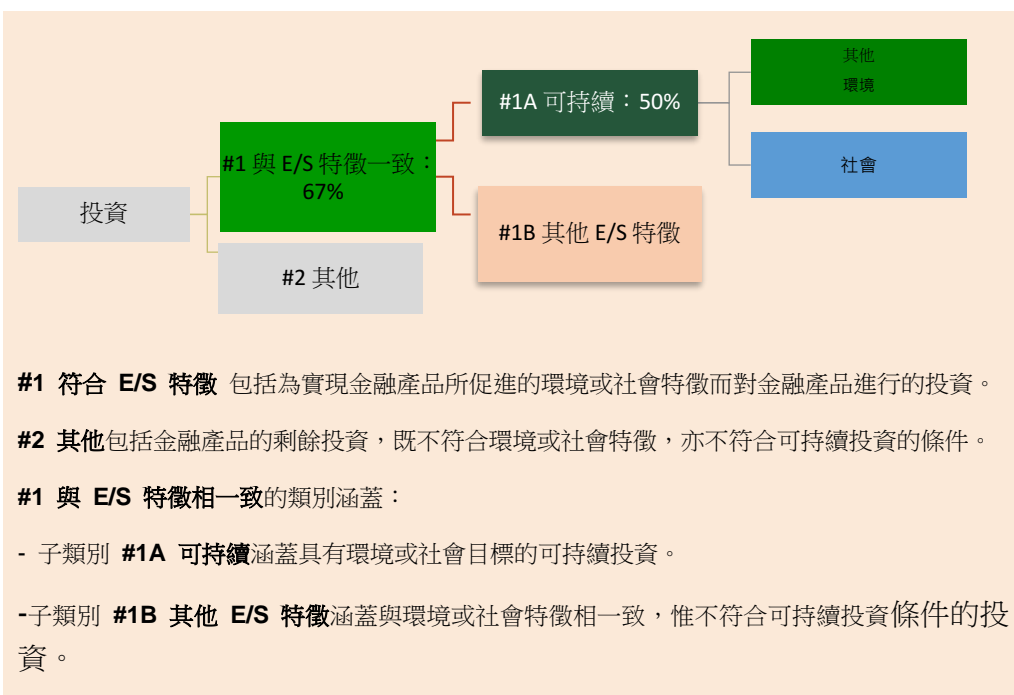 其他
環境
#1A 可持續：50%
#1 與 E/S 特徵一致：
67%
社會
投資
#1B 其他 E/S 特徵
#2 其他
#1 符合 E/S 特徵 包括為實現金融產品所促進的環境或社會特徵而對金融產品進行的投資。
#2 其他包括金融產品的剩餘投資，既不符合環境或社會特徵，亦不符合可持續投資的條件。
#1 與 E/S 特徵相一致的類別涵蓋：
- 子類別 #1A 可持續涵蓋具有環境或社會目標的可持續投資。
-子類別 #1B 其他 E/S 特徵涵蓋與環境或社會特徵相一致，惟不符合可持續投資條件的投
資。